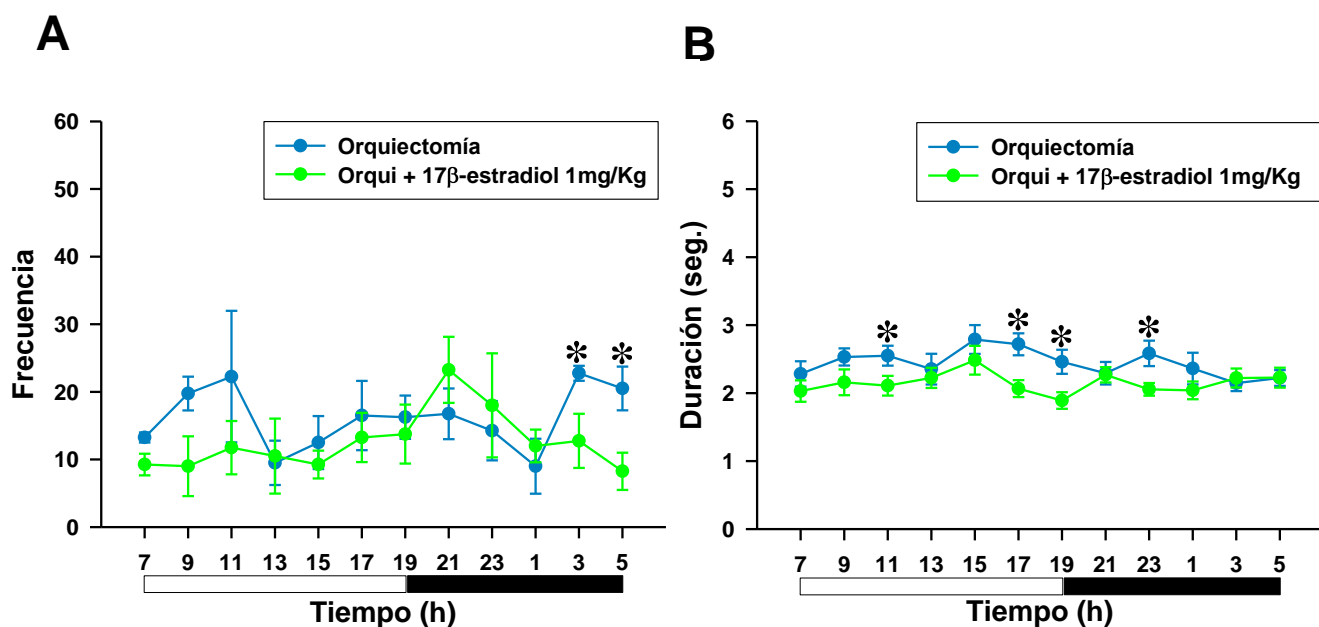 A
Frecuencia
60
50
40
30
20
10
0
Orquiectomía
Orqui + 17β-estradiol 1mg/Kg
* *
7 9 11 13 15 17 19 21 23 1 3 5
Tiempo (h)
B
Duración (seg.)
6
5
4
3
2
1
0
Orquiectomía
Orqui + 17β-estradiol 1mg/Kg
* * * *
7 9 11 13 15 17 19 21 23 1 3 5
Tiempo (h)